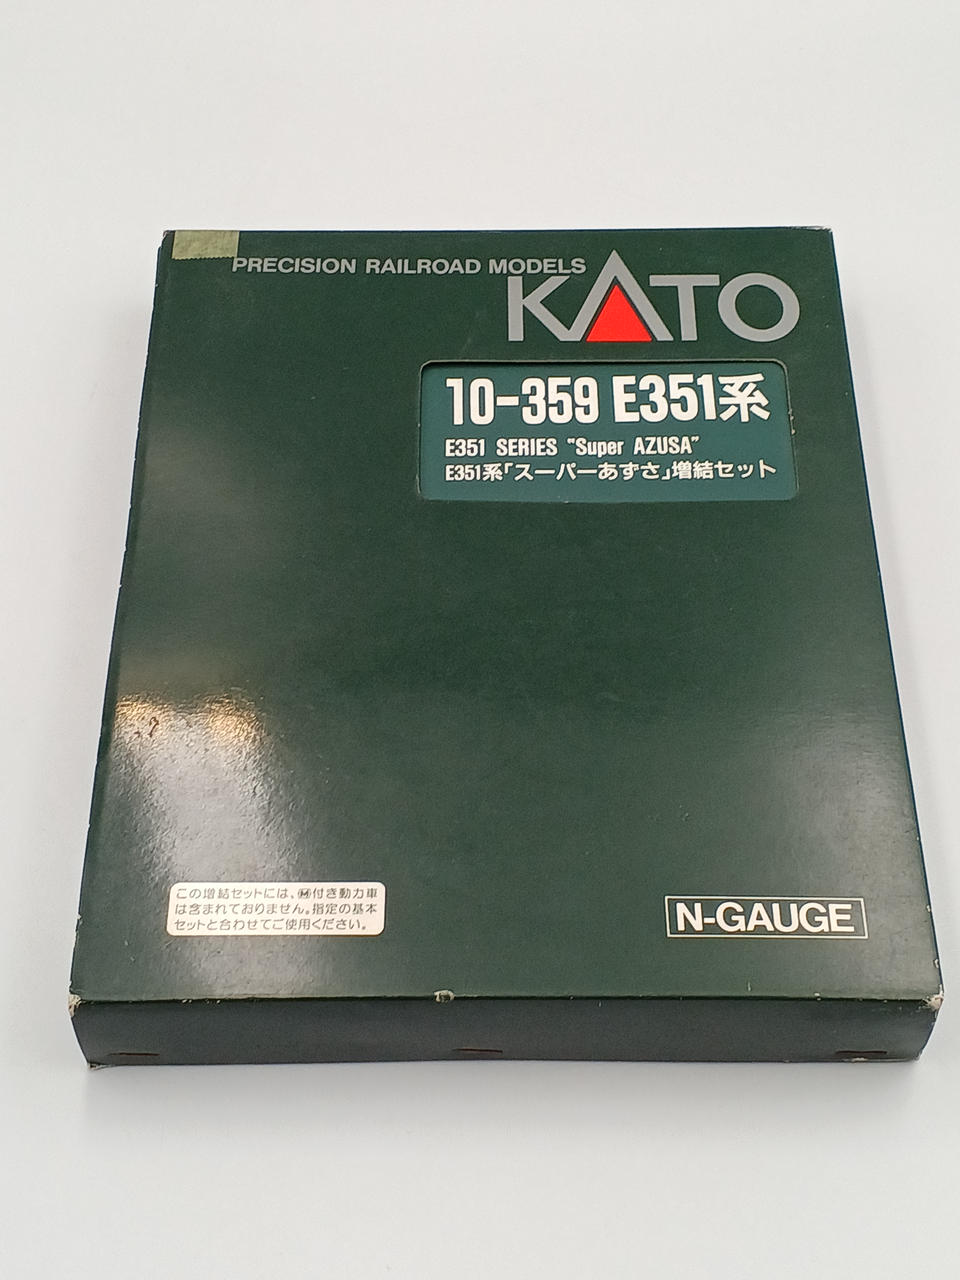 PRECISION RAILROAD MODELS
KATO
10-359 E351系
E351 SERIES "Super AZUSA"
E351系「スーパーあずさ」増結セット
この増結セットには、Ⓜ付き動力車
は含まれておりません。指定の基本
セットと合わせてご使用ください。
N-GAUGE